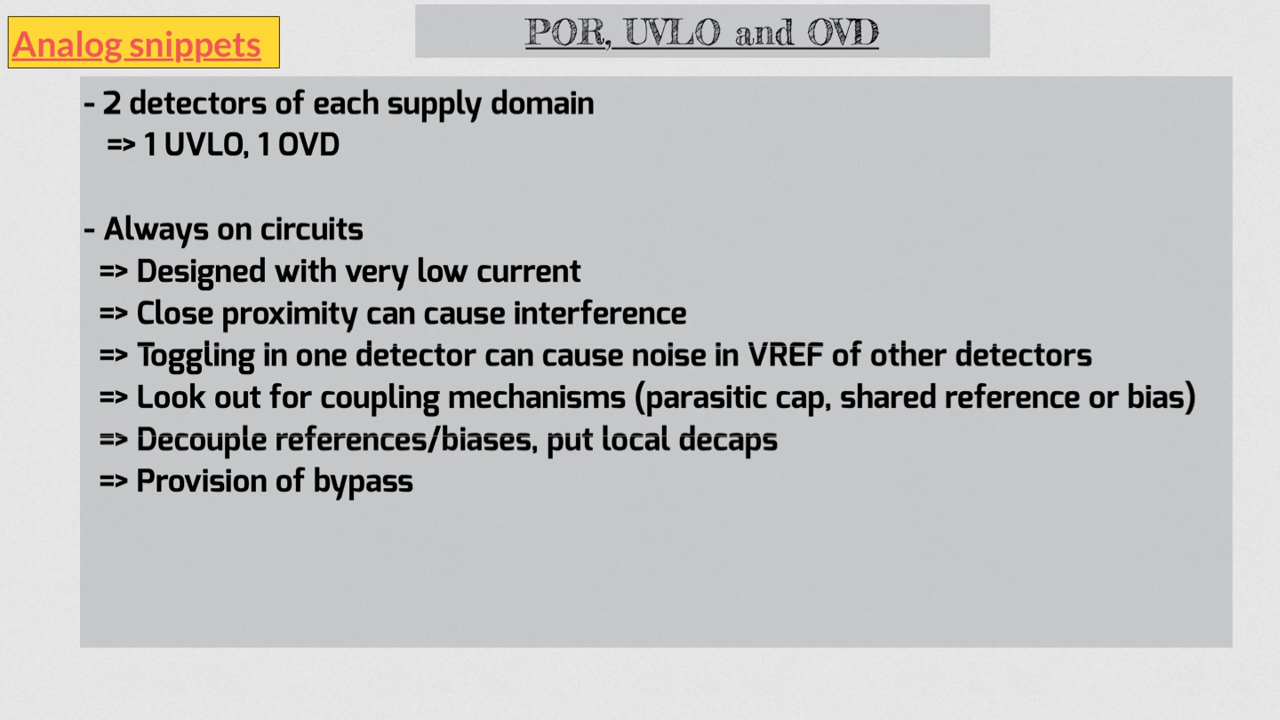 Analog snippets
POR, UVLO and OVD
- 2 detectors of each supply domain
=> 1 UVLO, 1 OVD
- Always on circuits
=> Designed with very low current
=> Close proximity can cause interference
=> Toggling in one detector can cause noise in VREF of other detectors
=> Look out for coupling mechanisms (parasitic cap, shared reference or bias)
=> Decouple references/biases, put local decaps
=> Provision of bypass